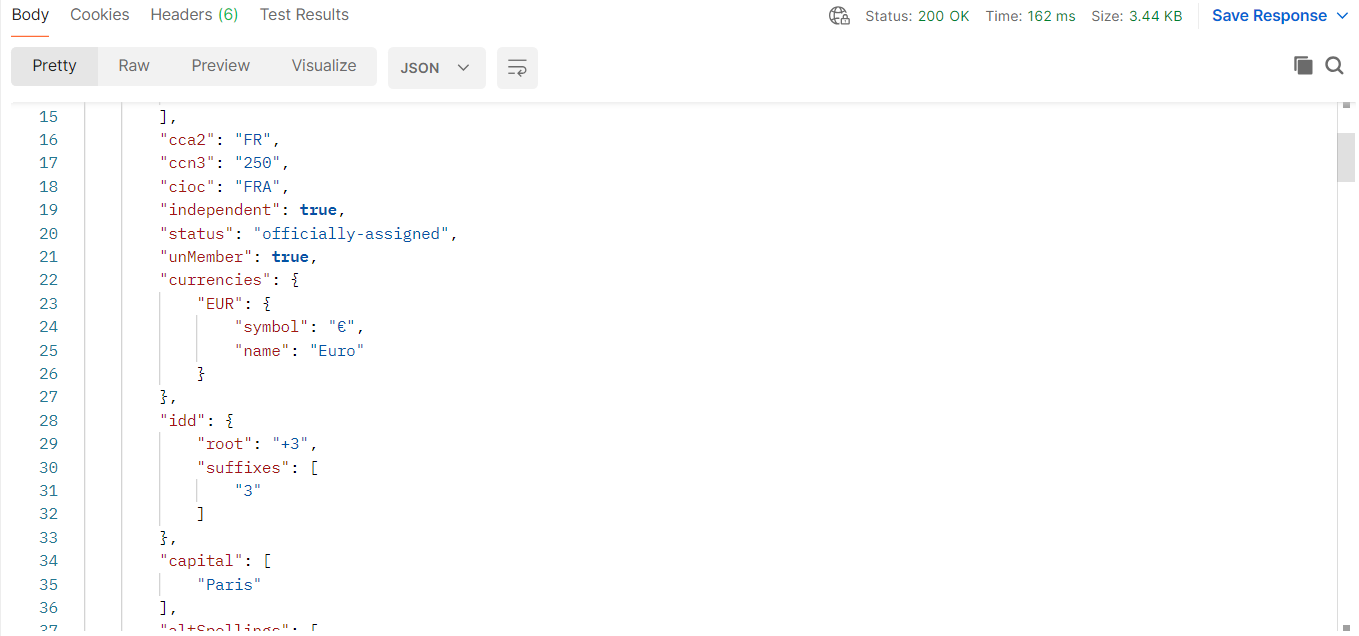 Body Cookies Headers (6) Test Results Status: 200 OK Time: 162 ms Size: 3.44 KB Save Response
Pretty Raw Preview Visualize JSON
15 ],
16 "cca2": "FR",
17 "ccn3": "250",
18 "cioc": "FRA",
19 "independent": true,
20 "status": "officially-assigned",
21 "unMember": true,
22 "currencies": {
23 "EUR": {
24 "symbol": "€",
25 "name": "Euro"
26 }
27 },
28 "idd": {
29 "root": "+3",
30 "suffixes": [
31 "3"
32 ]
33 },
34 "capital": [
35 "Paris"
36 ],
37 "altSpellings": [